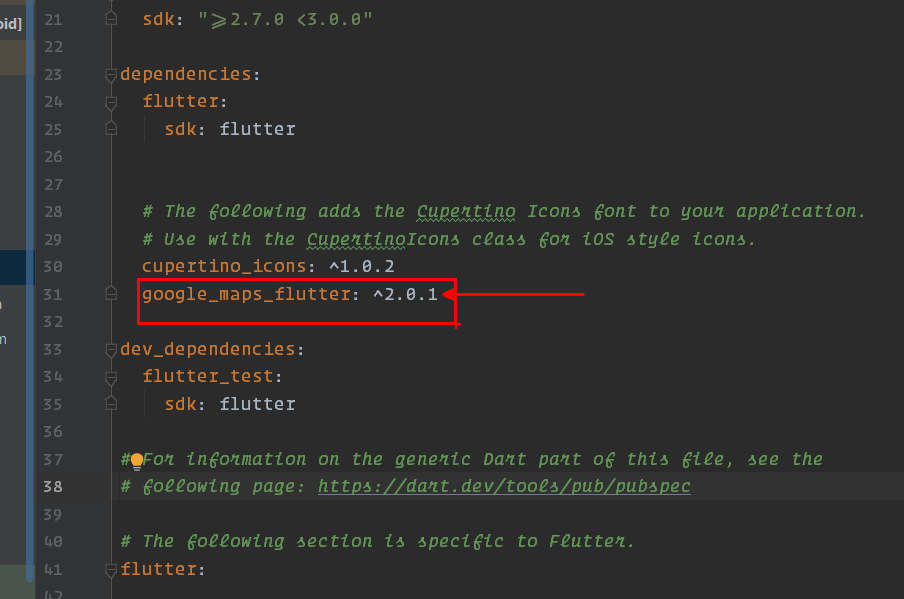 oid]
21 sdk: ">=2.7.0 <3.0.0"
22
23 dependencies:
24 flutter:
25 sdk: flutter
26
27
28 # The following adds the Cupertino Icons font to your application.
29 # Use with the CupertinoIcons class for iOS style icons.
30 cupertino_icons: ^1.0.2
31 google_maps_flutter: ^2.0.1
32
33 dev_dependencies:
34 flutter_test:
35 sdk: flutter
36
37 # For information on the generic Dart part of this file, see the
38 # following page: https://dart.dev/tools/pub/pubspec
39
40 # The following section is specific to Flutter.
41 flutter:
42